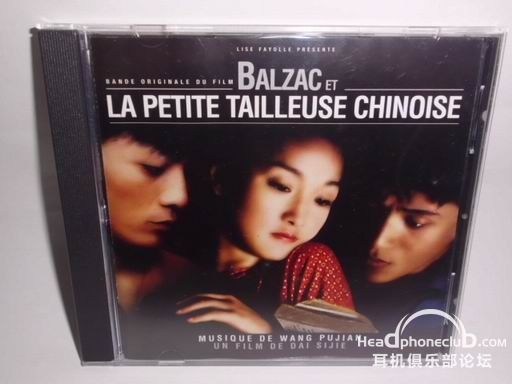 LISE FAYOLLE PRÉSENTE
BANDE ORIGINALE DU FILM
BALZAC ET
LA PETITE TAILLEUSE CHINOISE
MUSIQUE DE WANG PUJIAN
UN FILM DE DAI SIJIE
Headphoneclub.Com
耳机俱乐部论坛